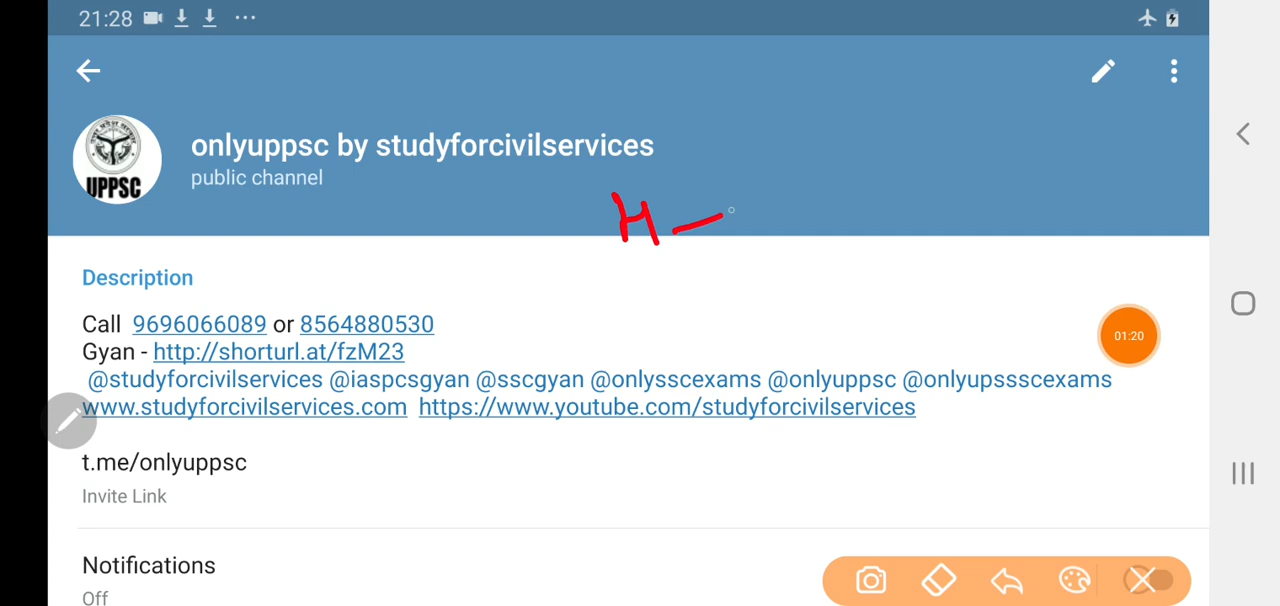 21:28
onlyuppsc by studyforcivilservices
public channel
UPPSC
H -
Description
Call 9696066089 or 8564880530
Gyan - http://shorturl.at/fzM23
@studyforcivilservices @iaspcsgyan @sscgyan @onlysscexams @onlyuppsc @onlyupssscexams
www.studyforcivilservices.com https://www.youtube.com/studyforcivilservices
01:20
t.me/onlyuppsc
Invite Link
Notifications
Off